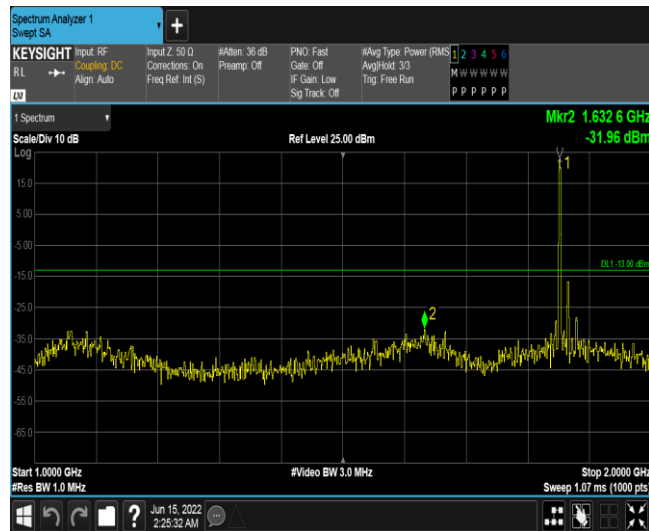 Spectrum Analyzer 1
Swept SA
+
KEYSIGHT
RL
LXI
Input: RF
Coupling: DC
Align: Auto
Input Z: 50 Ω
Corrections: On
Freq Ref: Int (S)
#Atten: 36 dB
Preamp: Off
PNO: Fast
Gate: Off
IF Gain: Low
Sig Track: Off
#Avg Type: Power (RMS
Avg|Hold: 3/3
Trig: Free Run
1 2 3 4 5 6
M W W W W W
P P P P P P
1 Spectrum
Mkr2 1.632 6 GHz
Scale/Div 10 dB
Ref Level 25.00 dBm
-31.96 dBm
Log
1
15.0
5.00
-5.00
DL1 -13.00 dBm
-15.0
-25.0
2
-35.0
-45.0
-55.0
-65.0
Start 1.0000 GHz
#Video BW 3.0 MHz
Stop 2.0000 GHz
#Res BW 1.0 MHz
Sweep 1.07 ms (1000 pts)
?
Jun 15, 2022
2:25:32 AM